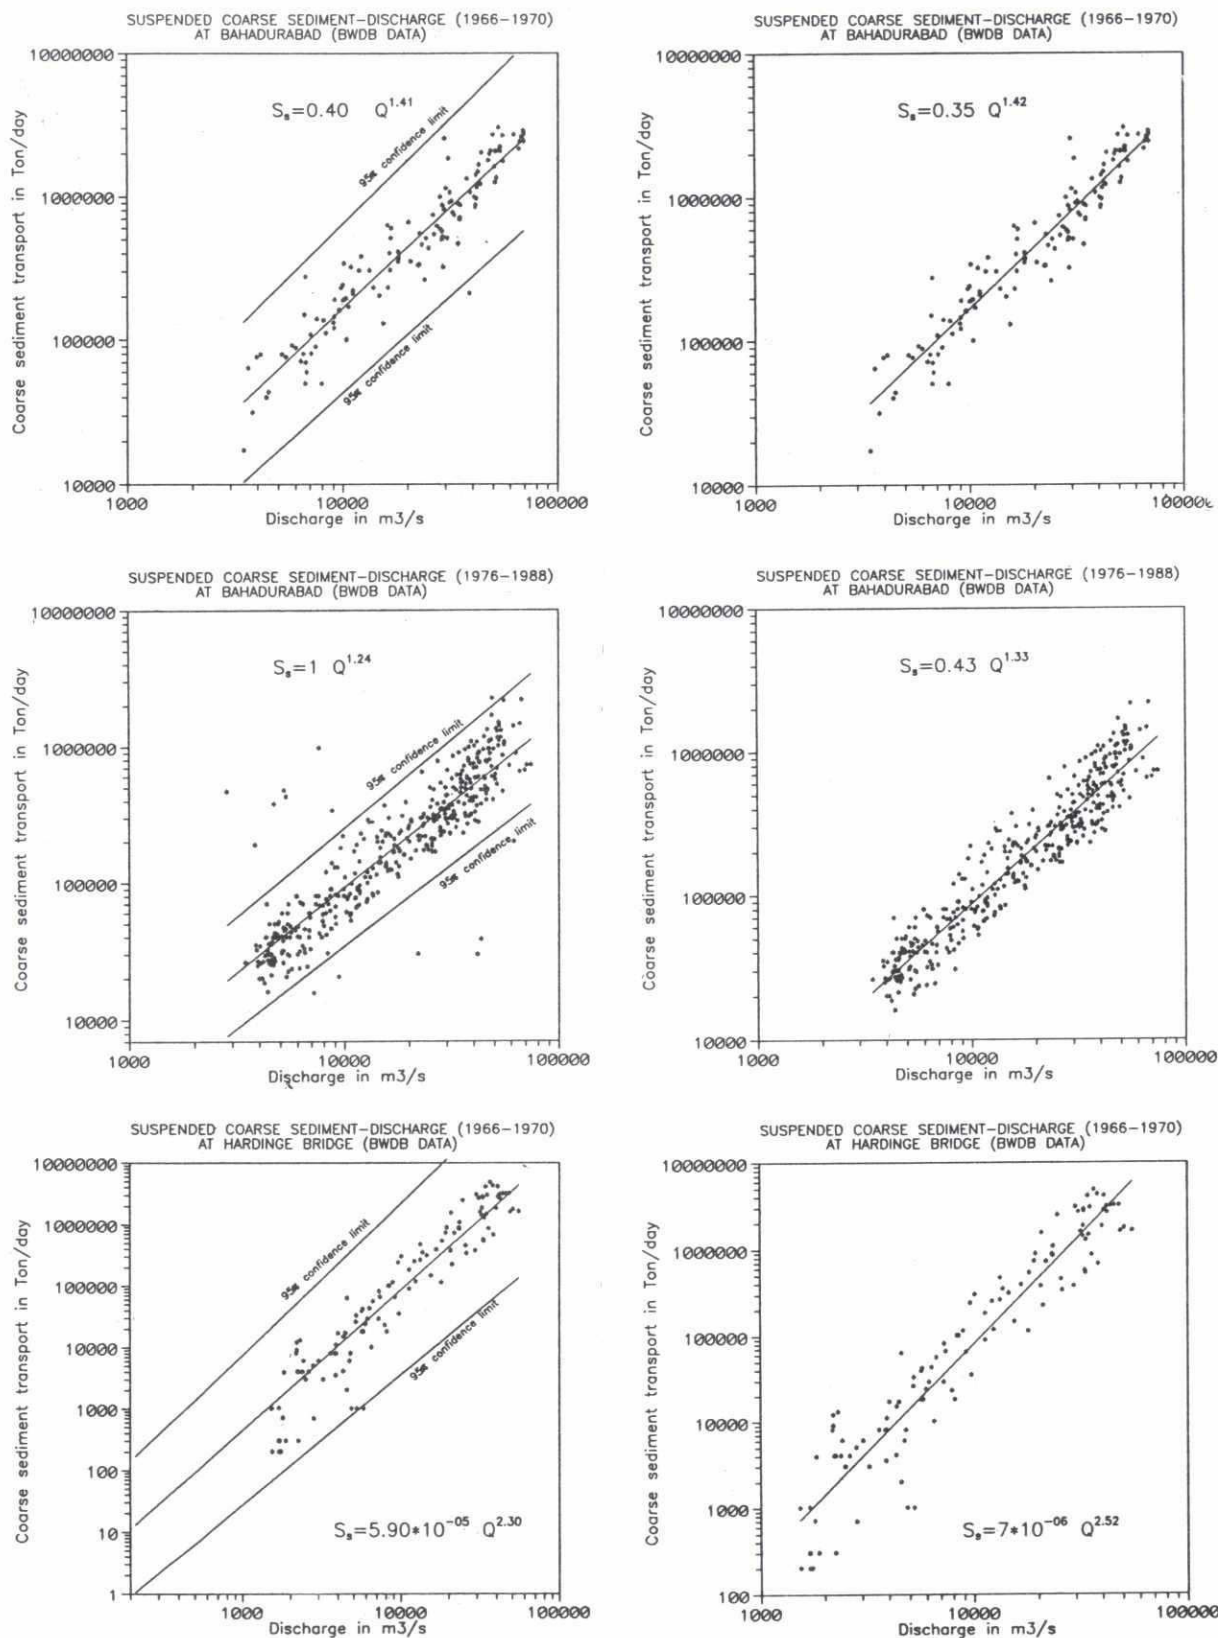 SUSPENDED COARSE SEDIMENT-DISCHARGE (1966-1970)
AT BAHADURABAD (BWDB DATA)
10000000
1000000
100000
10000
1000
10000
100000
Coarse sediment transport in Ton/day
Discharge in m3/s
Ss=0.40 Q^1.41
95% confidence limit
95% confidence limit
SUSPENDED COARSE SEDIMENT-DISCHARGE (1966-1970)
AT BAHADURABAD (BWDB DATA)
10000000
1000000
100000
10000
1000
10000
100000
Coarse sediment transport in Ton/day
Discharge in m3/s
Ss=0.35 Q^1.42
SUSPENDED COARSE SEDIMENT-DISCHARGE (1976-1988)
AT BAHADURABAD (BWDB DATA)
10000000
1000000
100000
10000
1000
10000
100000
Coarse sediment transport in Ton/day
Discharge in m3/s
Ss=1 Q^1.24
95% confidence limit
95% confidence limit
SUSPENDED COARSE SEDIMENT-DISCHARGE (1976-1988)
AT BAHADURABAD (BWDB DATA)
10000000
1000000
100000
10000
1000
10000
100000
Coarse sediment transport in Ton/day
Discharge in m3/s
Ss=0.43 Q^1.33
SUSPENDED COARSE SEDIMENT-DISCHARGE (1966-1970)
AT HARDINGE BRIDGE (BWDB DATA)
10000000
1000000
100000
10000
1000
100
10
1
1000
10000
100000
Coarse sediment transport in Ton/day
Discharge in m3/s
95% confidence limit
95% confidence limit
Ss=5.90*10^-05 Q^2.30
SUSPENDED COARSE SEDIMENT-DISCHARGE (1966-1970)
AT HARDINGE BRIDGE (BWDB DATA)
10000000
1000000
100000
10000
1000
100
1000
10000
100000
Coarse sediment transport in Ton/day
Discharge in m3/s
Ss=7*10^-06 Q^2.52